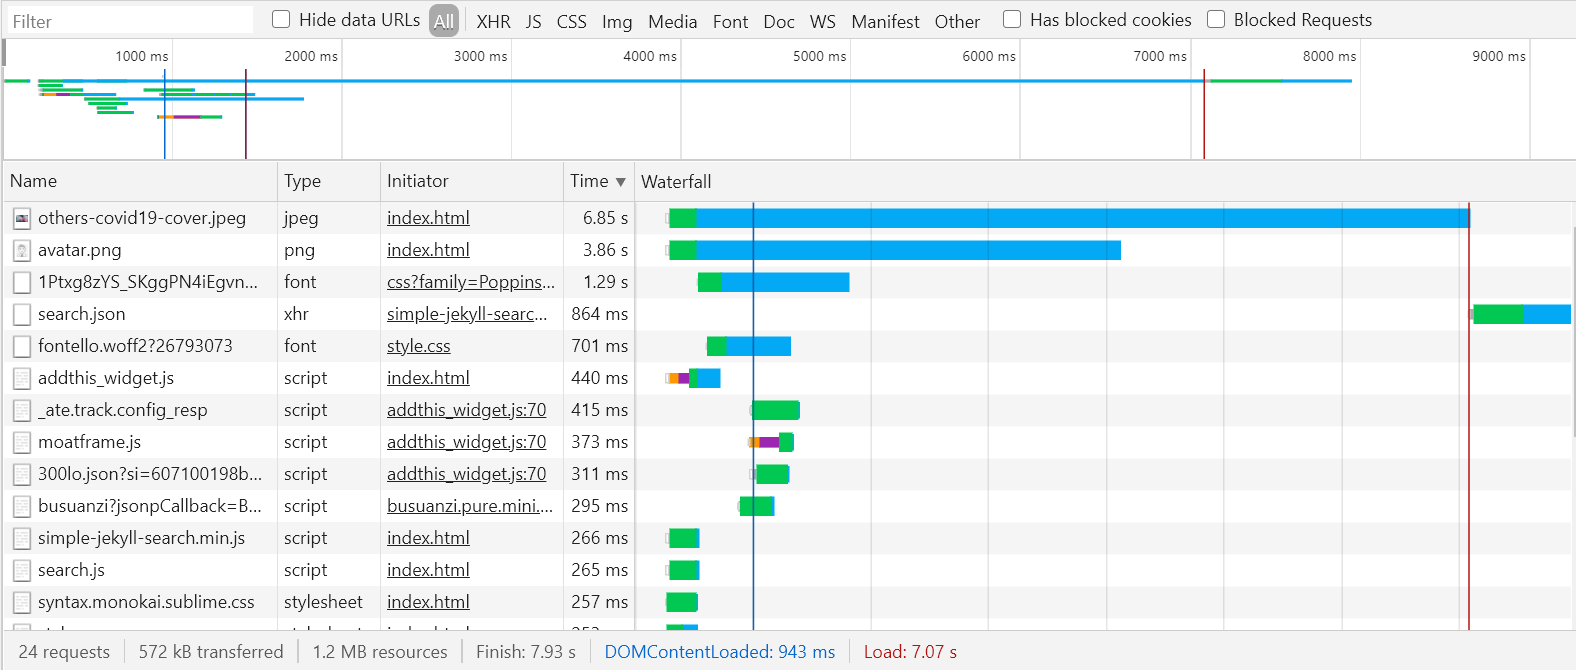 Filter Hide data URLs All XHR JS CSS Img Media Font Doc WS Manifest Other Has blocked cookies Blocked Requests
1000 ms 2000 ms 3000 ms 4000 ms 5000 ms 6000 ms 7000 ms 8000 ms 9000 ms
Name Type Initiator Time ▼ Waterfall
others-covid19-cover.jpeg jpeg index.html 6.85 s
avatar.png png index.html 3.86 s
1Ptxg8zYS_SKggPN4iEgvn... font css?family=Poppins... 1.29 s
search.json xhr simple-jekyll-searc... 864 ms
fontello.woff2?26793073 font style.css 701 ms
addthis_widget.js script index.html 440 ms
_ate.track.config_resp script addthis_widget.js:70 415 ms
moatframe.js script addthis_widget.js:70 373 ms
300lo.json?si=607100198b... script addthis_widget.js:70 311 ms
busuanzi?jsonpCallback=B... script busuanzi.pure.mini.... 295 ms
simple-jekyll-search.min.js script index.html 266 ms
search.js script index.html 265 ms
syntax.monokai.sublime.css stylesheet index.html 257 ms
24 requests 572 kB transferred 1.2 MB resources Finish: 7.93 s DOMContentLoaded: 943 ms Load: 7.07 s